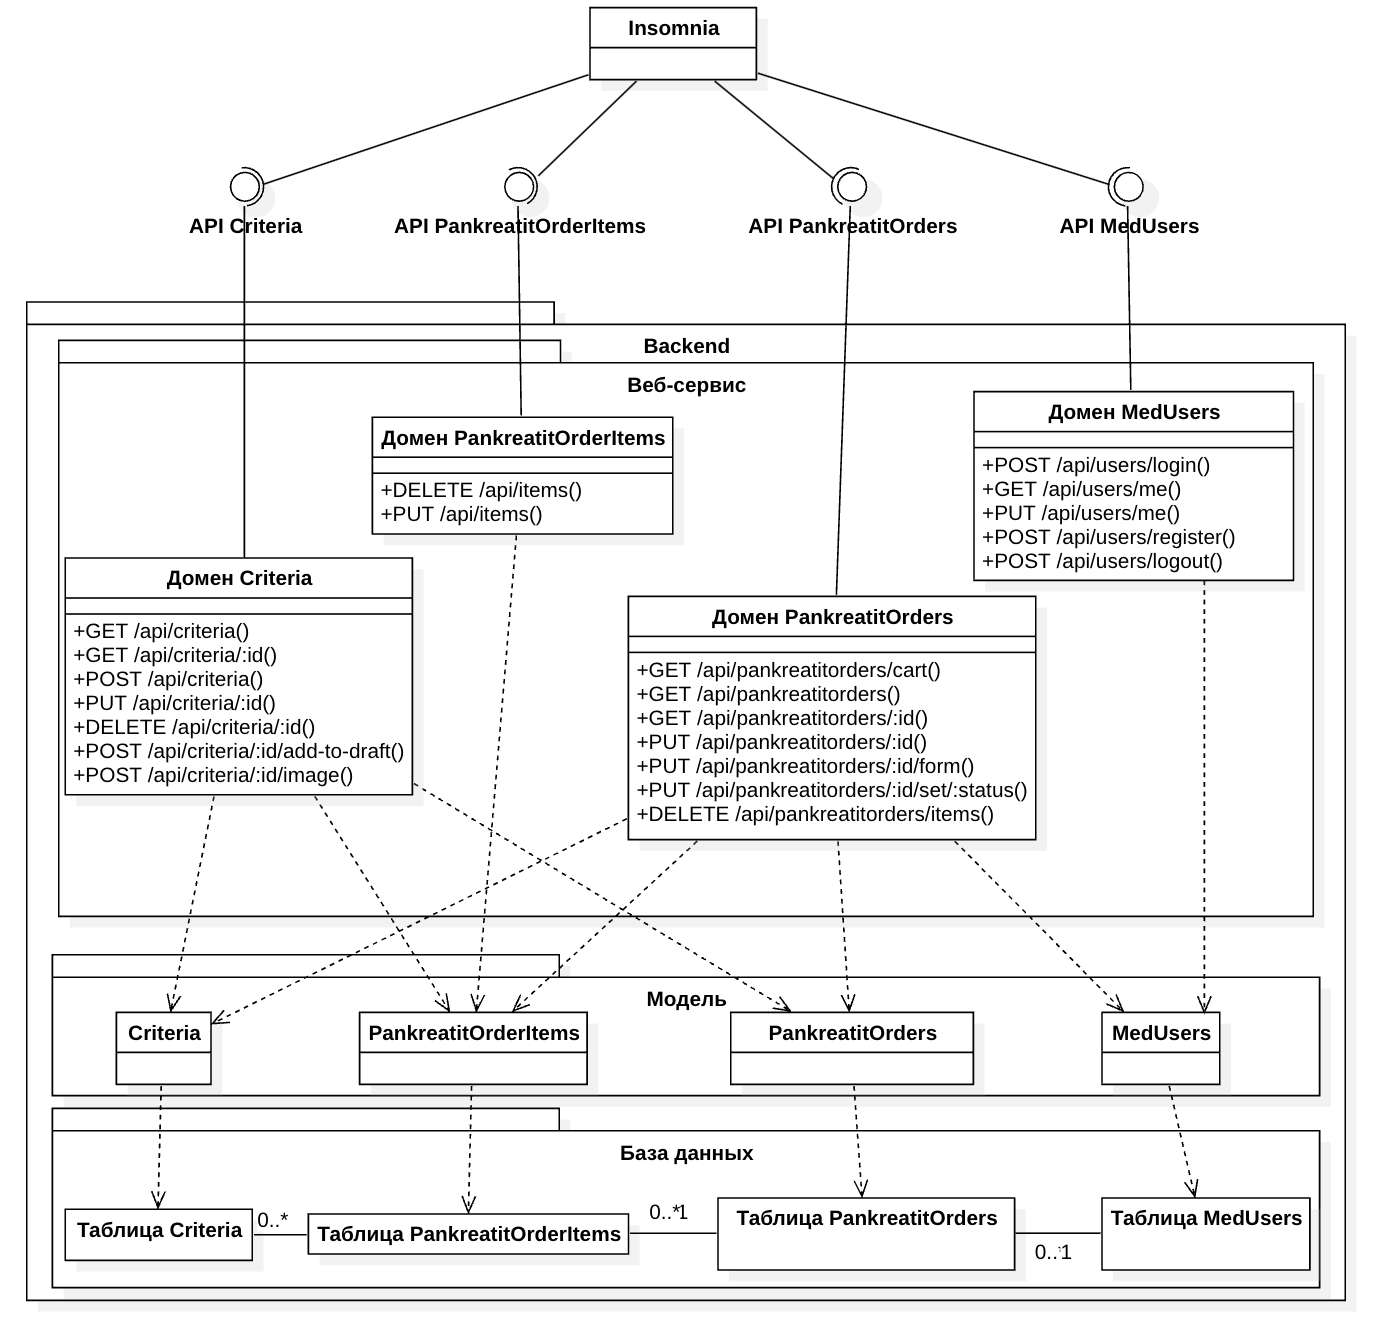 Insomnia
API Criteria
API PankreatitOrderItems
API PankreatitOrders
API MedUsers
Backend
Веб-сервис
Домен MedUsers
+POST /api/users/login()
+GET /api/users/me()
+PUT /api/users/me()
+POST /api/users/register()
+POST /api/users/logout()
Домен PankreatitOrderItems
+DELETE /api/items()
+PUT /api/items()
Домен Criteria
+GET /api/criteria()
+GET /api/criteria/:id()
+POST /api/criteria()
+PUT /api/criteria/:id()
+DELETE /api/criteria/:id()
+POST /api/criteria/:id/add-to-draft()
+POST /api/criteria/:id/image()
Домен PankreatitOrders
+GET /api/pankreatitorders/cart()
+GET /api/pankreatitorders()
+GET /api/pankreatitorders/:id()
+PUT /api/pankreatitorders/:id()
+PUT /api/pankreatitorders/:id/form()
+PUT /api/pankreatitorders/:id/set/:status()
+DELETE /api/pankreatitorders/items()
Модель
Criteria
PankreatitOrderItems
PankreatitOrders
MedUsers
База данных
Таблица Criteria
0..*
Таблица PankreatitOrderItems
0..*
1
Таблица PankreatitOrders
Таблица MedUsers